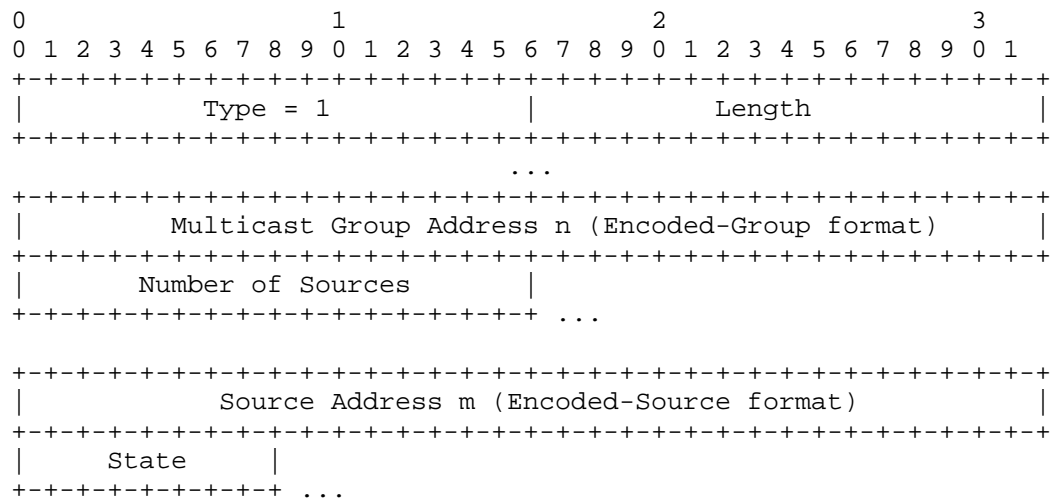 0                   1                   2                   3
0 1 2 3 4 5 6 7 8 9 0 1 2 3 4 5 6 7 8 9 0 1 2 3 4 5 6 7 8 9 0 1
+-+-+-+-+-+-+-+-+-+-+-+-+-+-+-+-+-+-+-+-+-+-+-+-+-+-+-+-+-+-+-+-+
|           Type = 1            |           Length              |
+-+-+-+-+-+-+-+-+-+-+-+-+-+-+-+-+-+-+-+-+-+-+-+-+-+-+-+-+-+-+-+-+
                               ...
+-+-+-+-+-+-+-+-+-+-+-+-+-+-+-+-+-+-+-+-+-+-+-+-+-+-+-+-+-+-+-+-+
|         Multicast Group Address n (Encoded-Group format)      |
+-+-+-+-+-+-+-+-+-+-+-+-+-+-+-+-+-+-+-+-+-+-+-+-+-+-+-+-+-+-+-+-+
|       Number of Sources       |
+-+-+-+-+-+-+-+-+-+-+-+-+-+-+-+-+ ...

+-+-+-+-+-+-+-+-+-+-+-+-+-+-+-+-+-+-+-+-+-+-+-+-+-+-+-+-+-+-+-+-+
|            Source Address m (Encoded-Source format)           |
+-+-+-+-+-+-+-+-+-+-+-+-+-+-+-+-+-+-+-+-+-+-+-+-+-+-+-+-+-+-+-+-+
|     State     |
+-+-+-+-+-+-+-+-+ ...